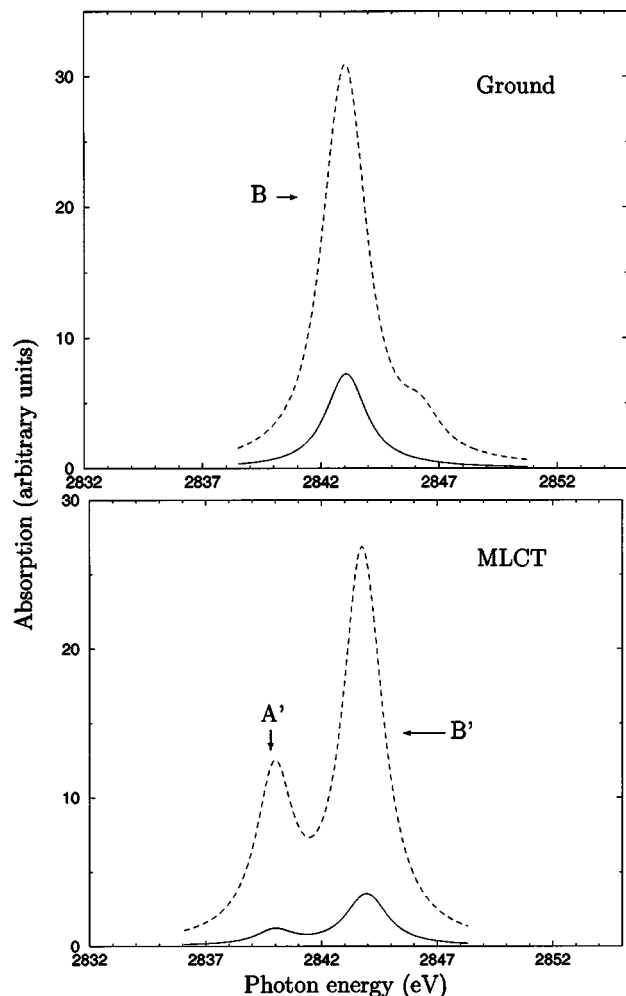 30
20
10
0
Ground
B
2832 2837 2842 2847 2852
Absorption (arbitrary units)
30
20
10
0
MLCT
A'
B'
2832 2837 2842 2847 2852
Photon energy (eV)